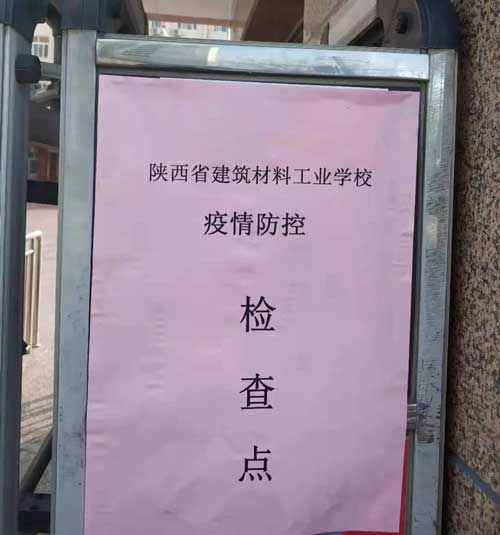 陕西省建筑材料工业学校
疫情防控
检
查
点